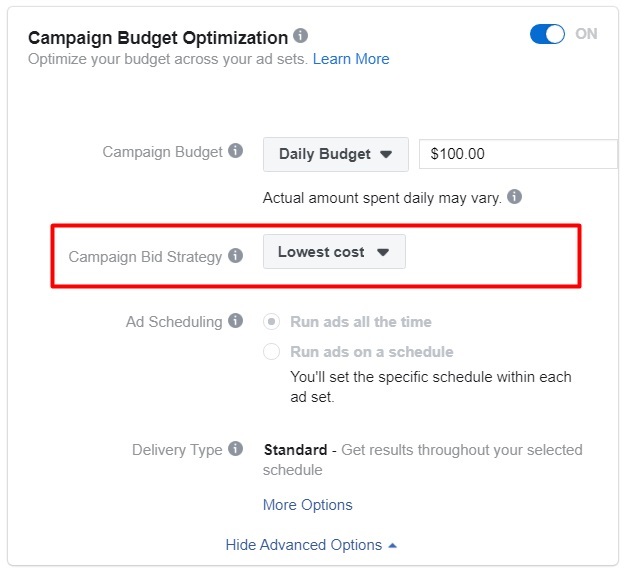 Campaign Budget Optimization
ON
Optimize your budget across your ad sets. Learn More
Campaign Budget
Daily Budget
$100.00
Actual amount spent daily may vary.
Campaign Bid Strategy
Lowest cost
Ad Scheduling
Run ads all the time
Run ads on a schedule
You'll set the specific schedule within each
ad set.
Delivery Type
Standard - Get results throughout your selected
schedule
More Options
Hide Advanced Options